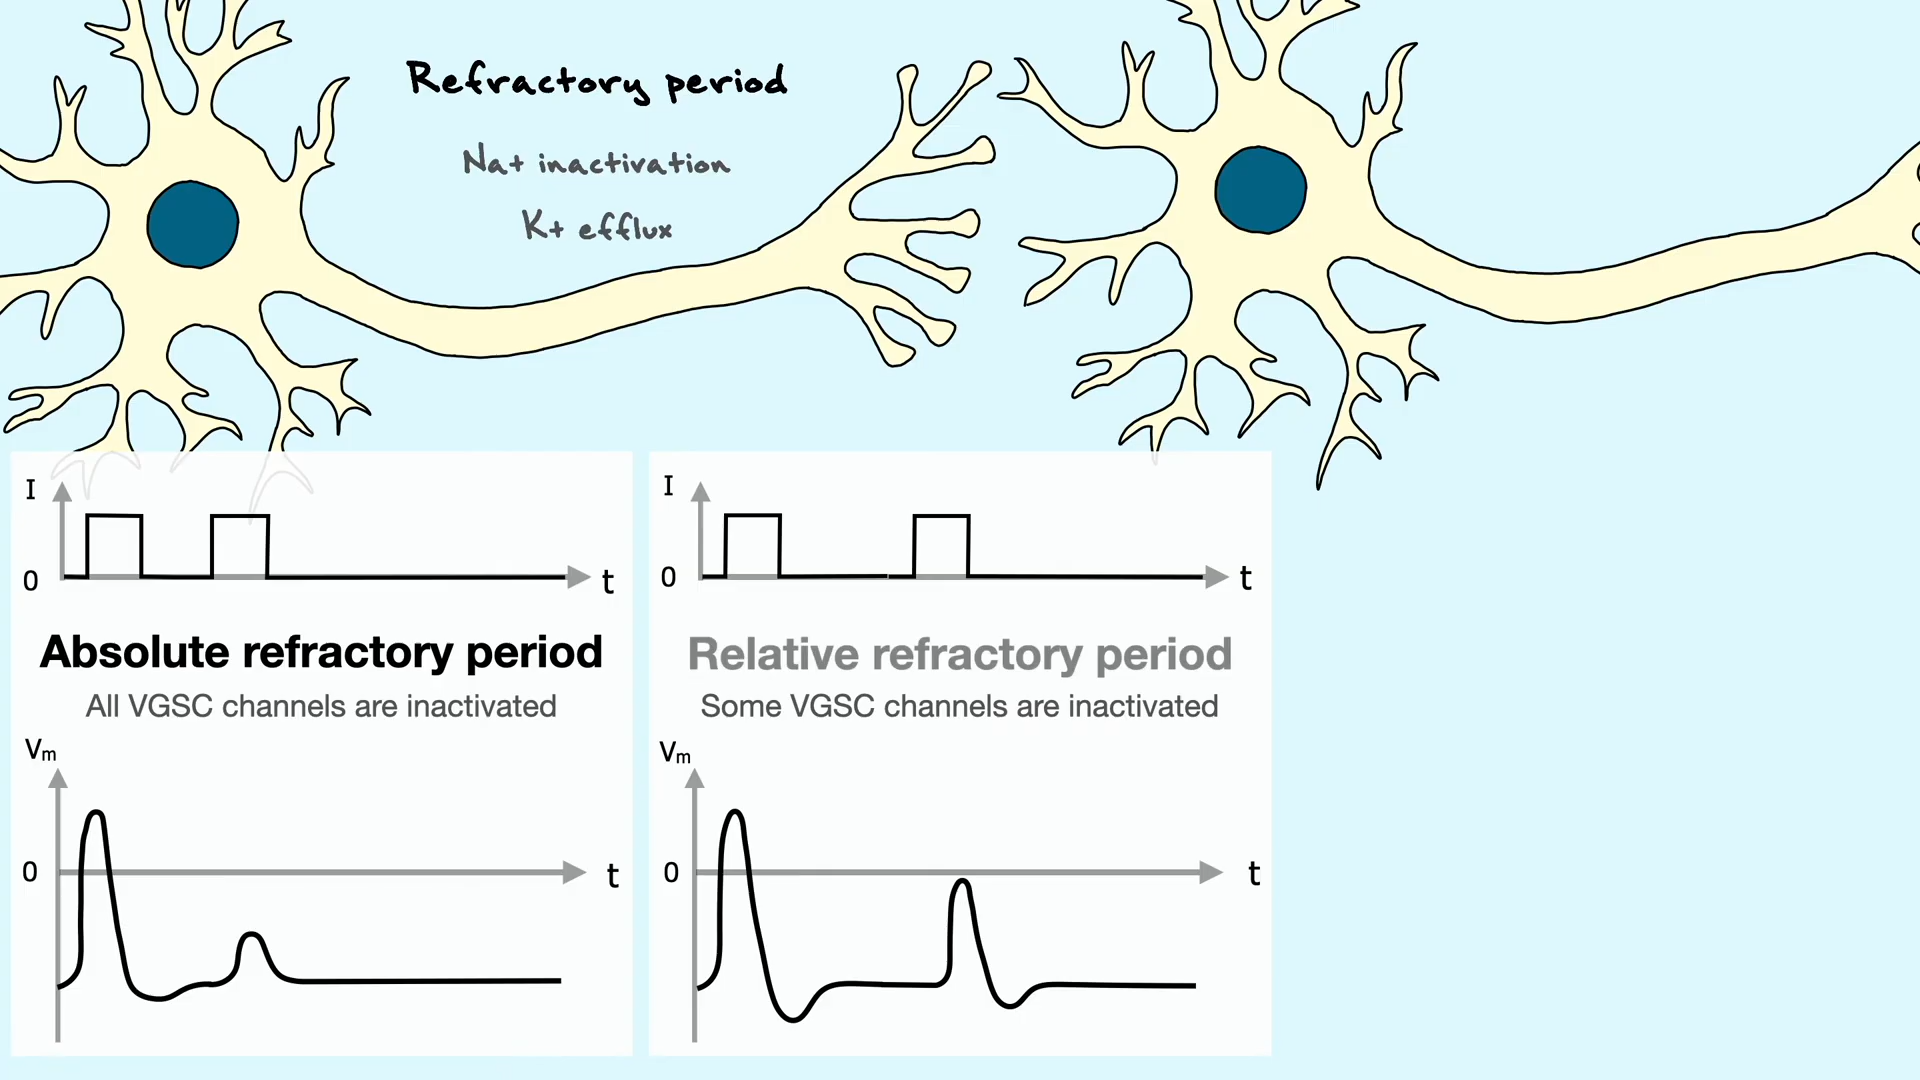 Refractory period
Na+ inactivation
K+ efflux
I
0
t
Absolute refractory period
All VGSC channels are inactivated
Vm
0
t
I
0
t
Relative refractory period
Some VGSC channels are inactivated
Vm
0
t